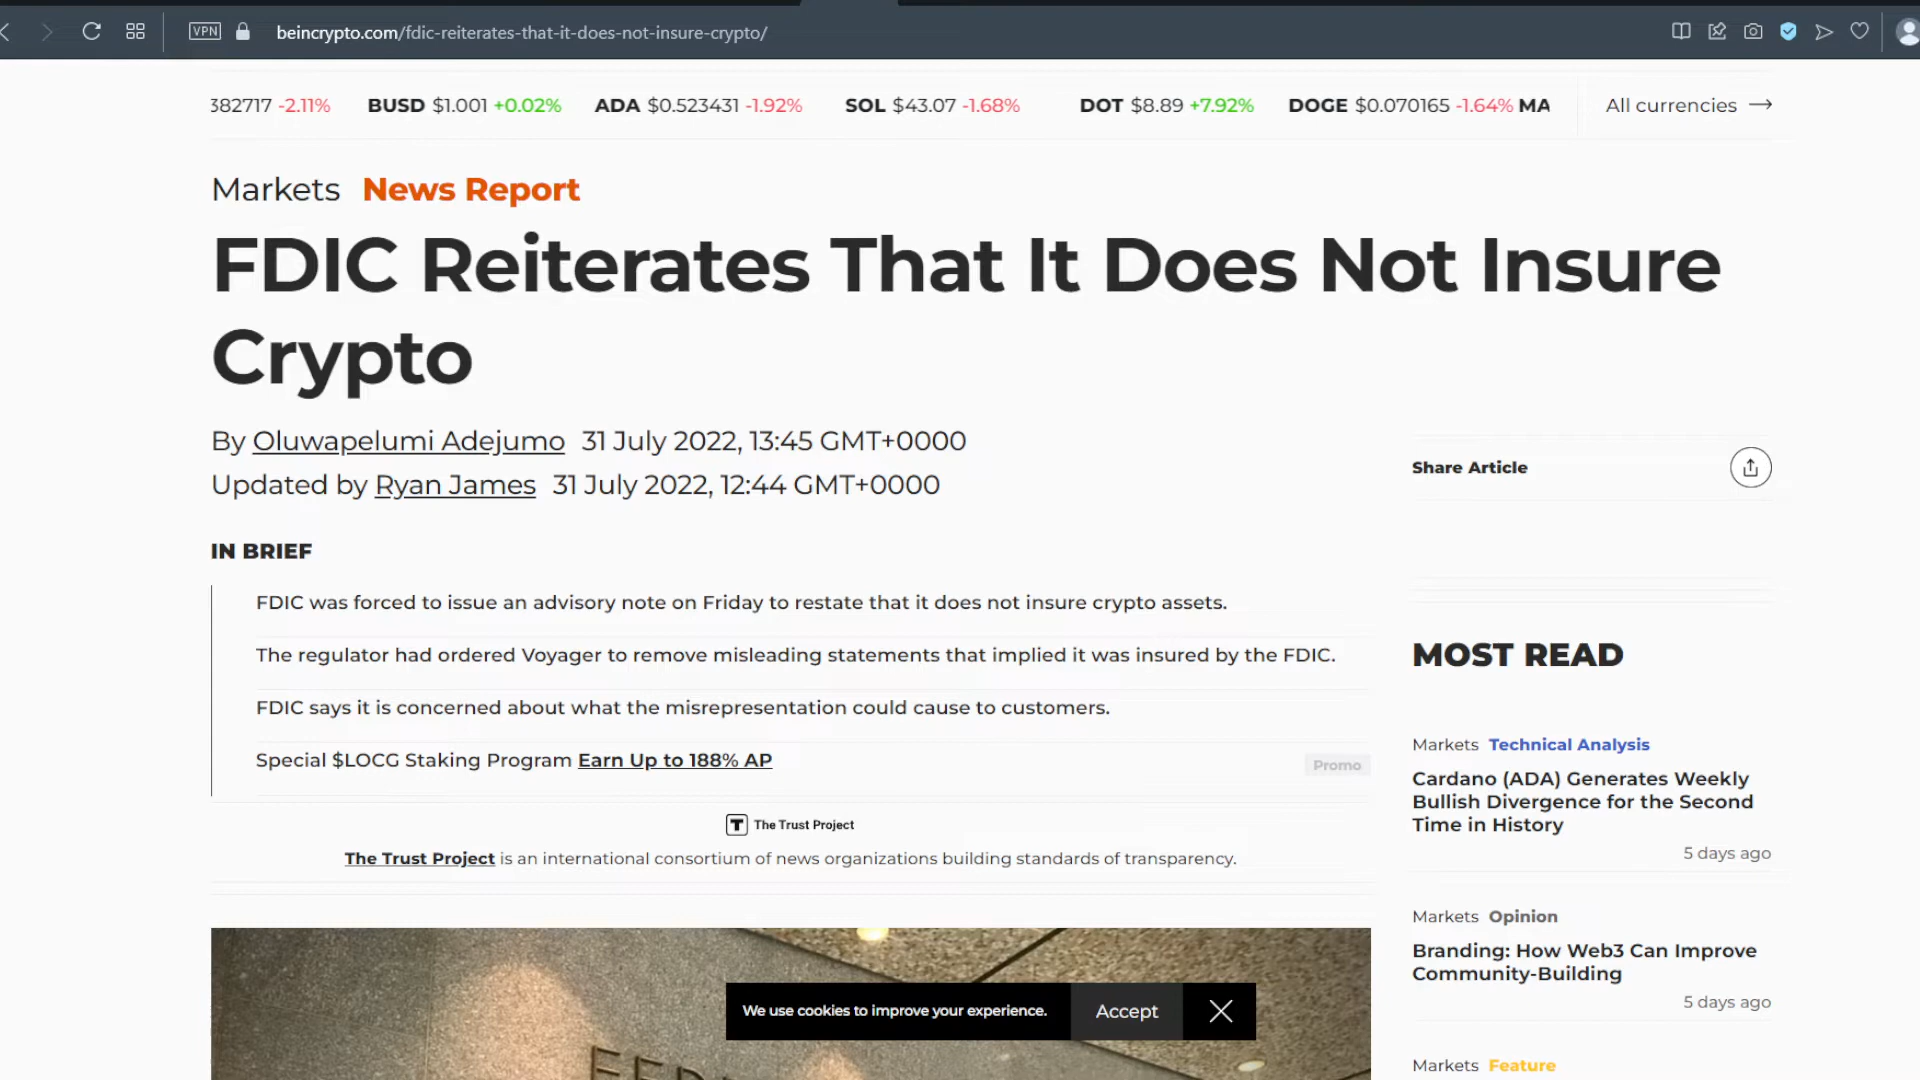 VPN beincrypto.com/fdic-reiterates-that-it-does-not-insure-crypto/
382717 -2.11% BUSD $1.001 +0.02% ADA $0.523431 -1.92% SOL $43.07 -1.68% DOT $8.89 +7.92% DOGE $0.070165 -1.64% MA All currencies →
Markets News Report
FDIC Reiterates That It Does Not Insure
Crypto
By Oluwapelumi Adejumo 31 July 2022, 13:45 GMT+0000
Updated by Ryan James 31 July 2022, 12:44 GMT+0000
Share Article
IN BRIEF
FDIC was forced to issue an advisory note on Friday to restate that it does not insure crypto assets.
The regulator had ordered Voyager to remove misleading statements that implied it was insured by the FDIC.
FDIC says it is concerned about what the misrepresentation could cause to customers.
Special $LOCG Staking Program Earn Up to 188% AP
Promo
T The Trust Project
The Trust Project is an international consortium of news organizations building standards of transparency.
MOST READ
Markets Technical Analysis
Cardano (ADA) Generates Weekly
Bullish Divergence for the Second
Time in History
5 days ago
Markets Opinion
Branding: How Web3 Can Improve
Community-Building
5 days ago
Markets Feature
We use cookies to improve your experience. Accept